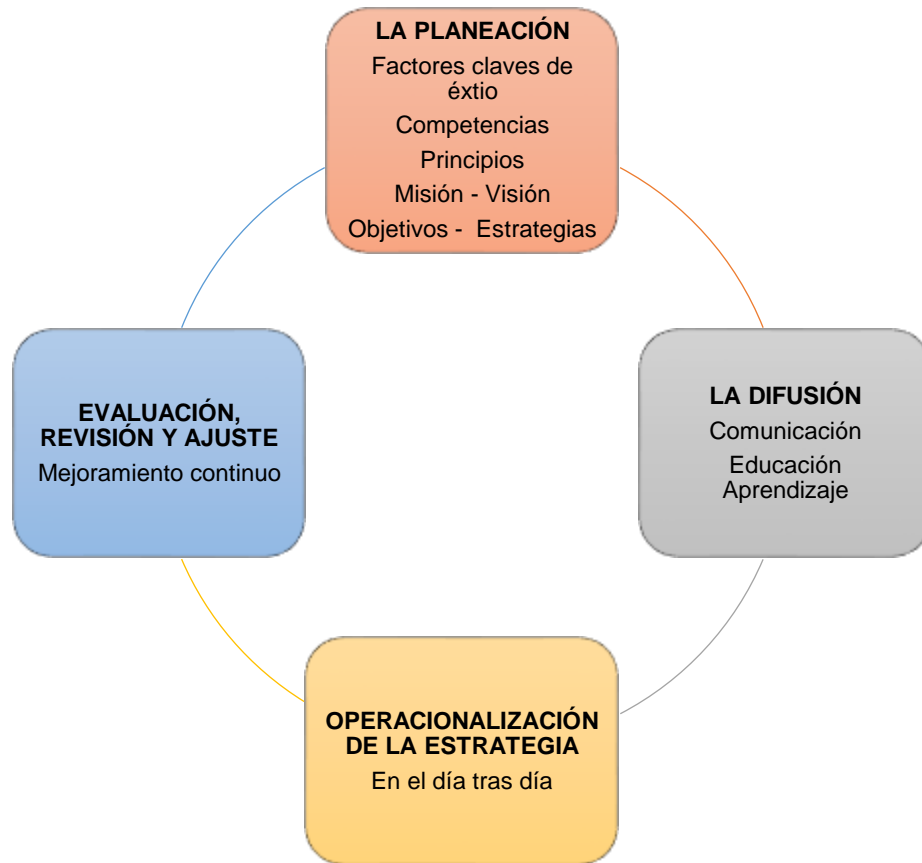 LA PLANEACIÓN
Factores claves de
éxtio
Competencias
Principios
Misión - Visión
Objetivos - Estrategias
LA DIFUSIÓN
Comunicación
Educación
Aprendizaje
OPERACIONALIZACIÓN
DE LA ESTRATEGIA
En el día tras día
EVALUACIÓN,
REVISIÓN Y AJUSTE
Mejoramiento continuo